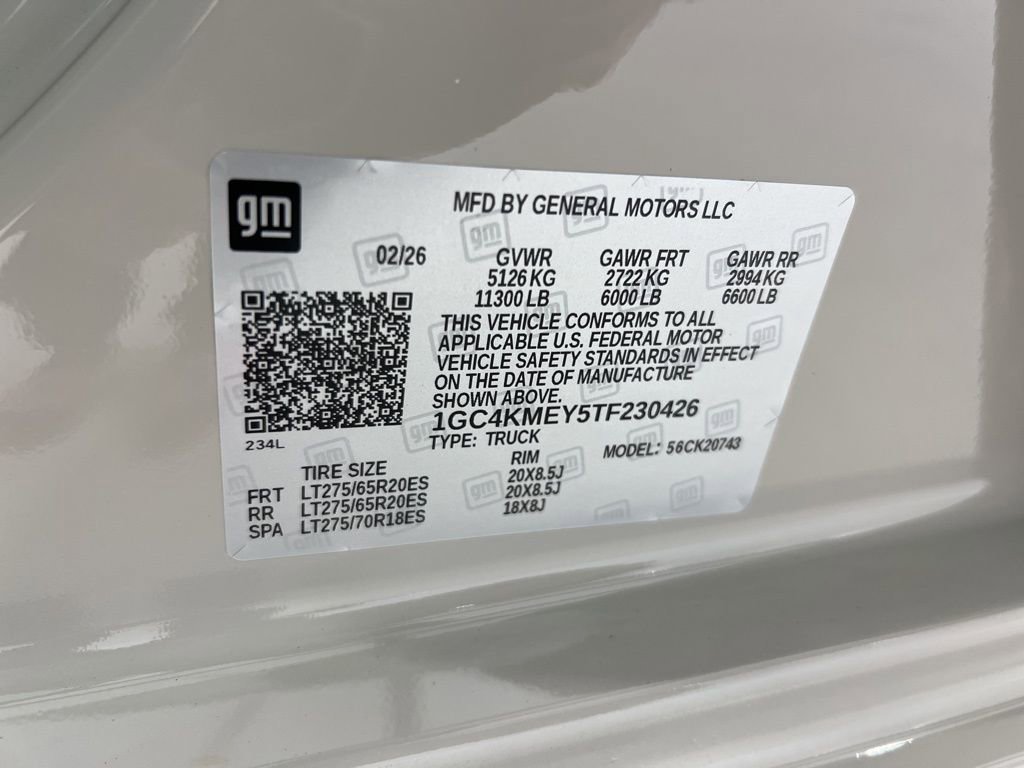 gm
MFD BY GENERAL MOTORS LLC
02/26 GVWR GAWR FRT GAWR RR
5126 KG 2722 KG 2994 KG
11300 LB 6000 LB 6600 LB
THIS VEHICLE CONFORMS TO ALL
APPLICABLE U.S. FEDERAL MOTOR
VEHICLE SAFETY STANDARDS IN EFFECT
ON THE DATE OF MANUFACTURE
SHOWN ABOVE.
1GC4KMEY5TF230426
234L
TYPE: TRUCK MODEL: 56CK20743
TIRE SIZE RIM
FRT LT275/65R20ES 20X8.5J
RR LT275/65R20ES 20X8.5J
SPA LT275/70R18ES 18X8J